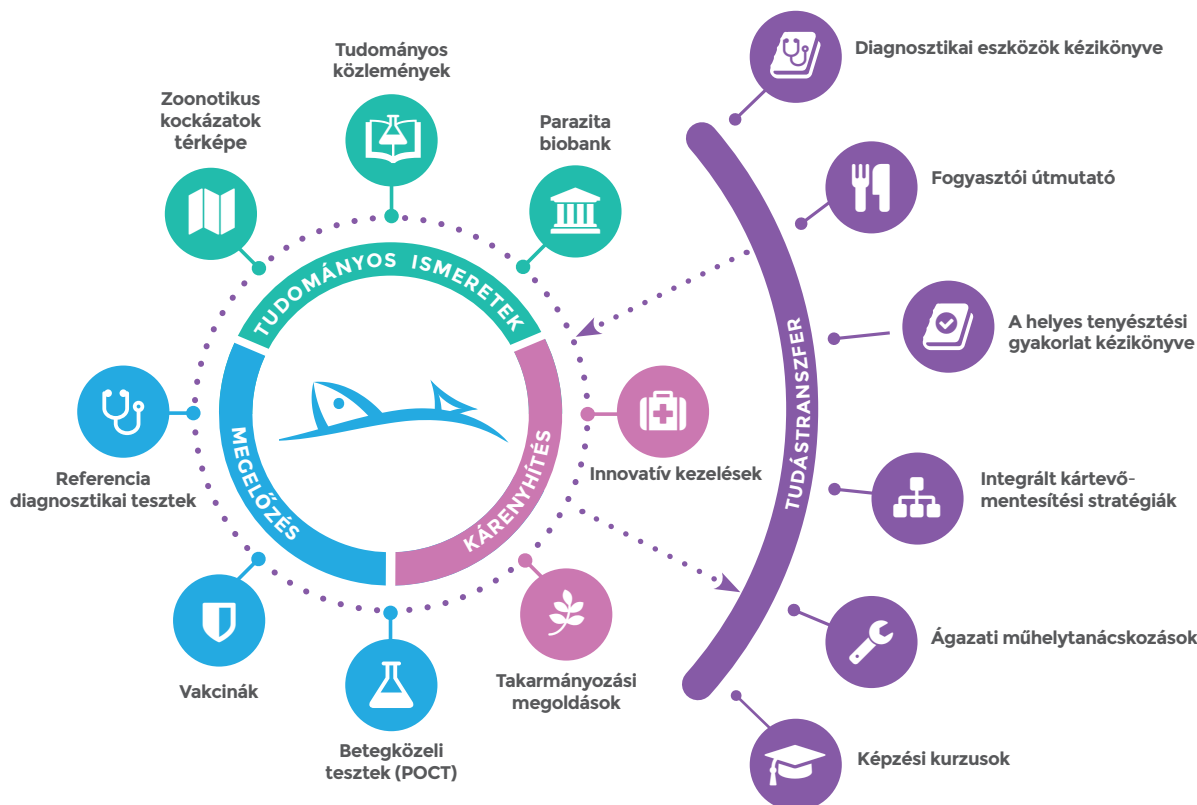 Tudományos
közlemények
Zoonotikus
kockázatok
térképe
Parazita
biobank
TUDOMÁNYOS ISMERETEK
MEGELŐZÉS
KÁRENYHÍTÉS
Referencia
diagnosztikai tesztek
Innovatív kezelések
Vakcinák
Betegközeli
tesztek (POCT)
Takarmányozási
megoldások
TUDÁSTRANSZFER
Diagnosztikai eszközök kézikönyve
Fogyasztói útmutató
A helyes tenyésztési
gyakorlat kézikönyve
Integrált kártevő-
mentesítési stratégiák
Ágazati műhelytanácskozások
Képzési kurzusok